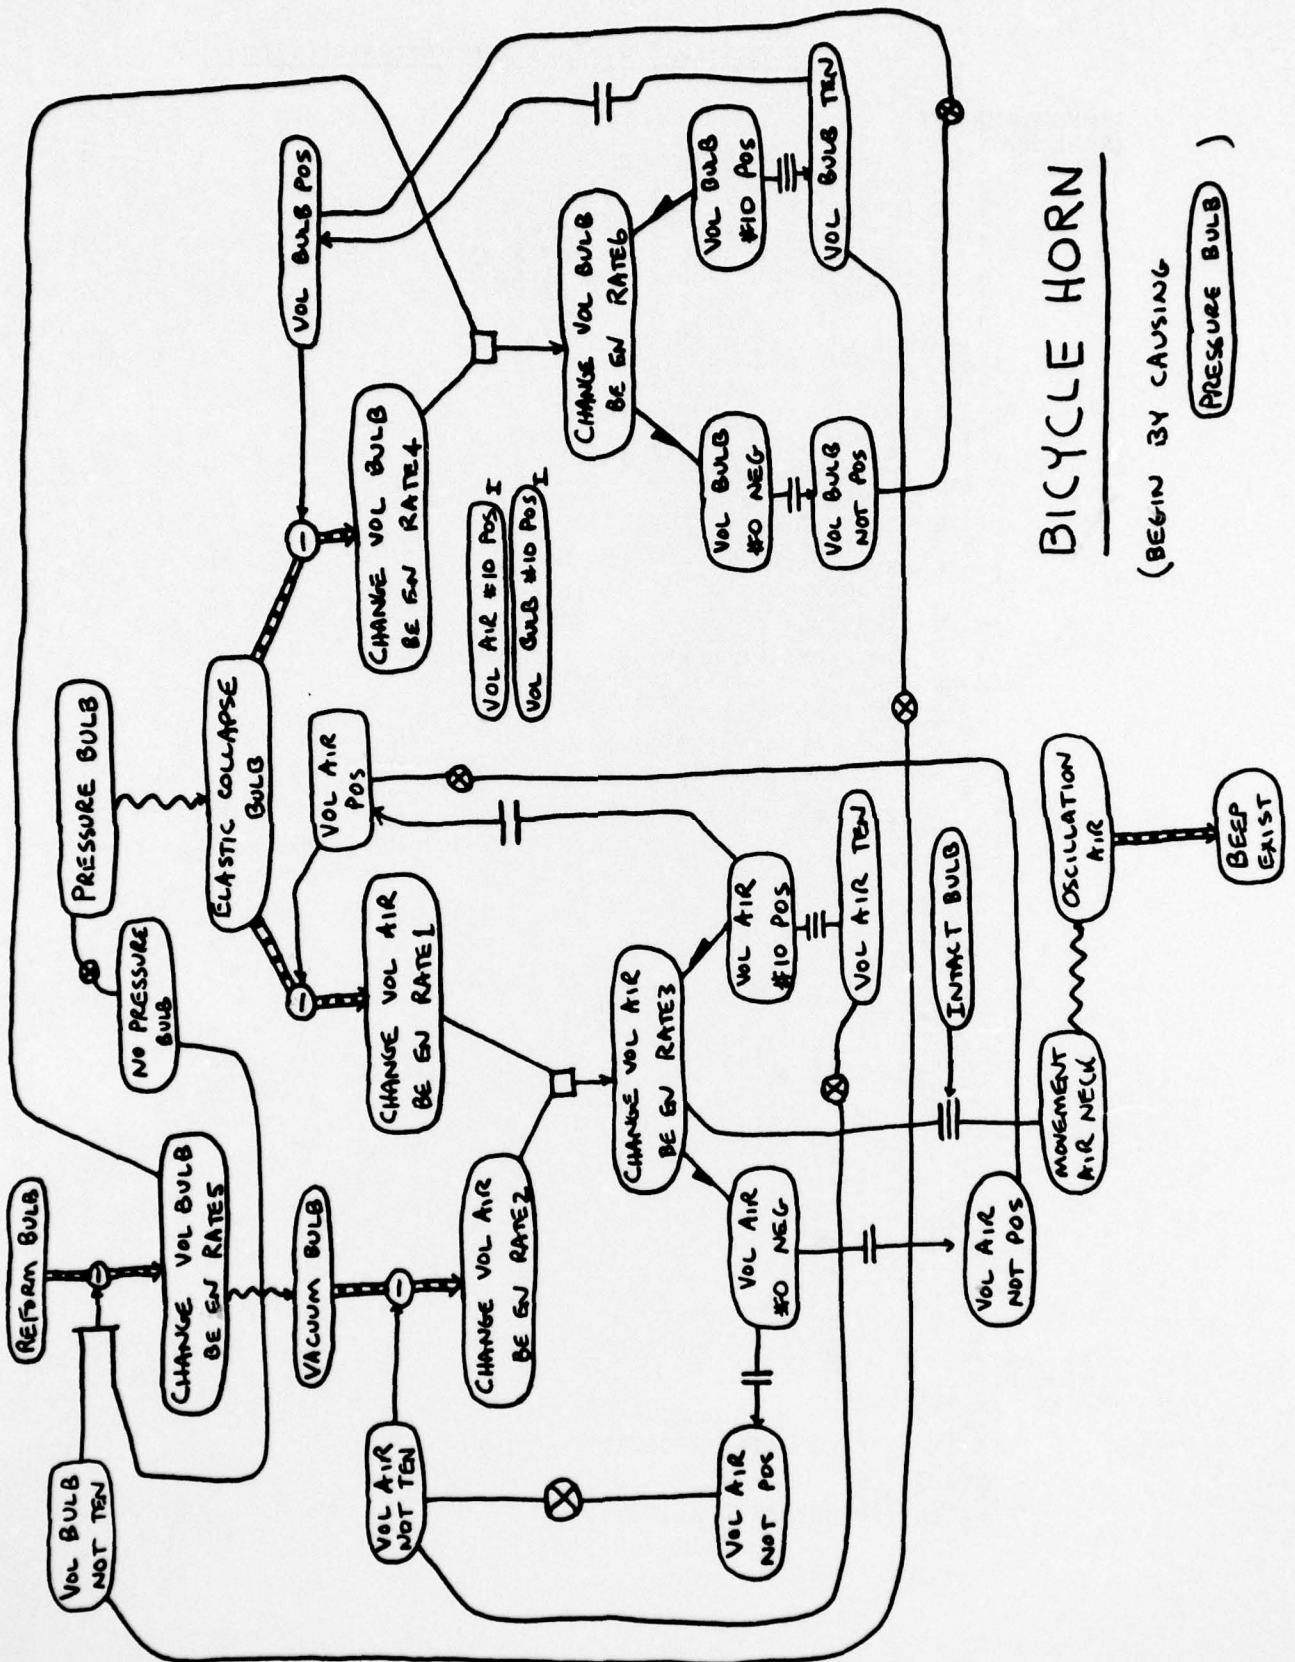 REFORM BULB
VOL BULB
NOT TEN
CHANGE VOL BULB
BE EN RATE5
NO PRESSURE
BULB
PRESSURE BULB
VACUUM BULB
ELASTIC COLLAPSE
BULB
VOL BULB POS
VOL AIR
NOT TEN
CHANGE VOL AIR
BE EN RATE1
VOL AIR
POS
CHANGE VOL BULB
BE EN RATE4
CHANGE VOL AIR
BE EN RATE2
VOL AIR #10 POS I
VOL BULB #10 POS I
CHANGE VOL BULB
BE EN RATE6
CHANGE VOL AIR
BE EN RATE3
VOL BULB
#0 NEG
VOL BULB
#10 POS
VOL AIR
NOT POS
VOL AIR
#0 NEG
VOL AIR
#10 POS
VOL BULB
NOT POS
VOL BULB TEN
VOL AIR TEN
INTACT BULB
VOL AIR
NOT POS
MOVEMENT
AIR NECK
OSCILLATION
AIR
BEEP
EXIST
BICYCLE HORN
(BEGIN BY CAUSING
PRESSURE BULB )